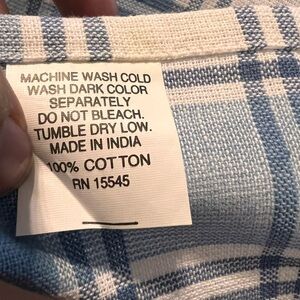 MACHINE WASH COLD
WASH DARK COLOR
SEPARATELY
DO NOT BLEACH.
TUMBLE DRY LOW.
MADE IN INDIA
100% COTTON
RN 15545